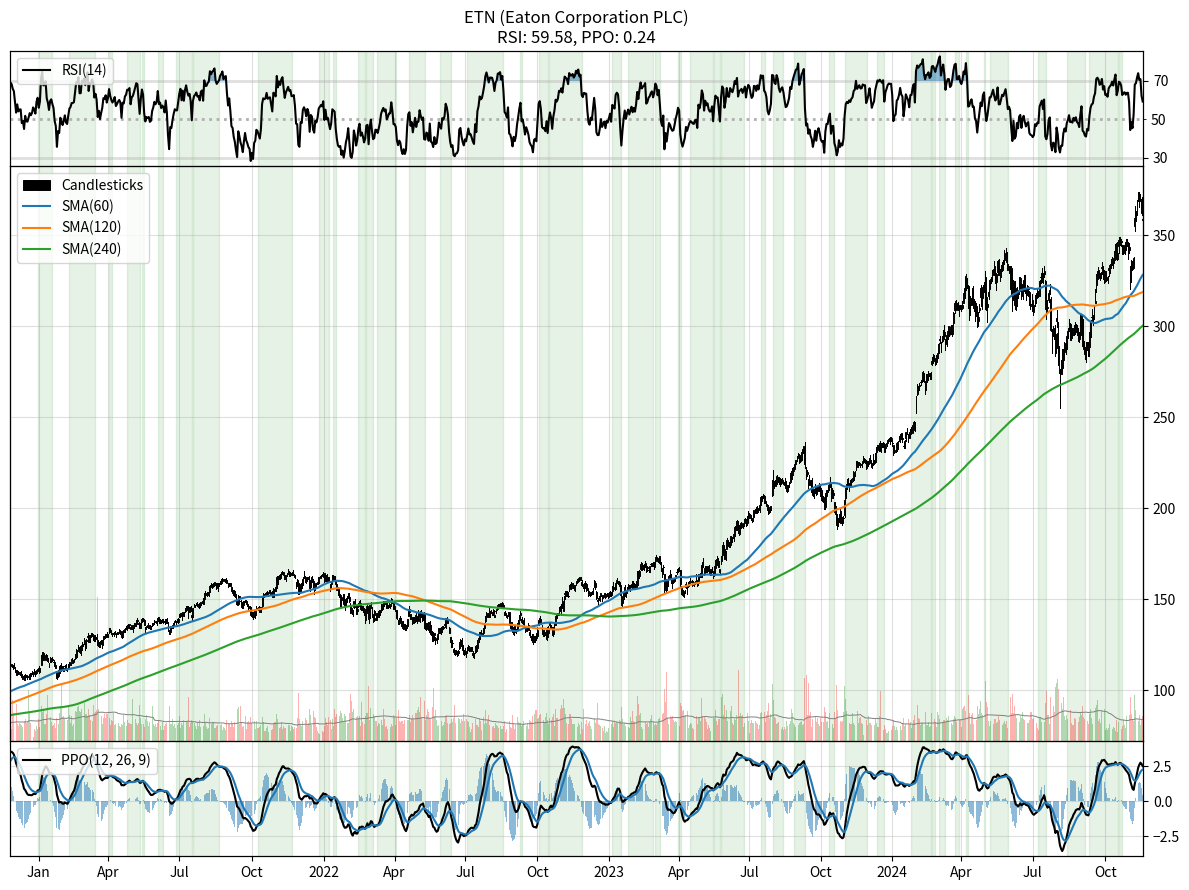 ETN (Eaton Corporation PLC)
RSI: 59.58, PPO: 0.24
RSI(14)
70
50
30
Candlesticks
SMA(60)
SMA(120)
SMA(240)
350
300
250
200
150
100
PPO(12, 26, 9)
2.5
0.0
−2.5
Jan Apr Jul Oct 2022 Apr Jul Oct 2023 Apr Jul Oct 2024 Apr Jul Oct